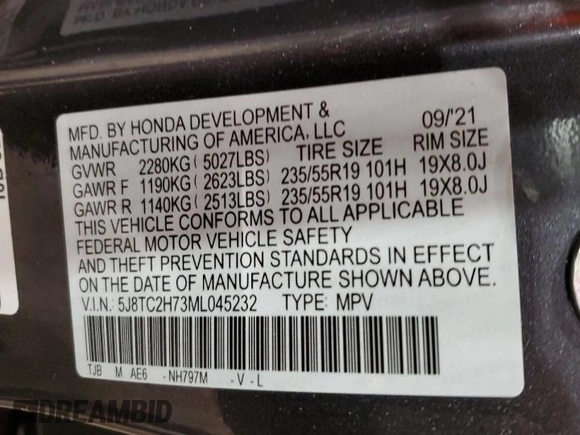 MFD. BY HONDA DEVELOPMENT & 09/'21
MANUFACTURING OF AMERICA, LLC
GVWR 2280KG (5027LBS) TIRE SIZE RIM SIZE
GAWR F 1190KG (2623LBS) 235/55R19 101H 19X8.0J
GAWR R 1140KG (2513LBS) 235/55R19 101H 19X8.0J
THIS VEHICLE CONFORMS TO ALL APPLICABLE
FEDERAL MOTOR VEHICLE SAFETY
AND THEFT PREVENTION STANDARDS IN EFFECT
ON THE DATE OF MANUFACTURE SHOWN ABOVE.
V.I.N.: 5J8TC2H73ML045232 TYPE: MPV
TJB M AE6 -NH797M -V-L
DREAMBID